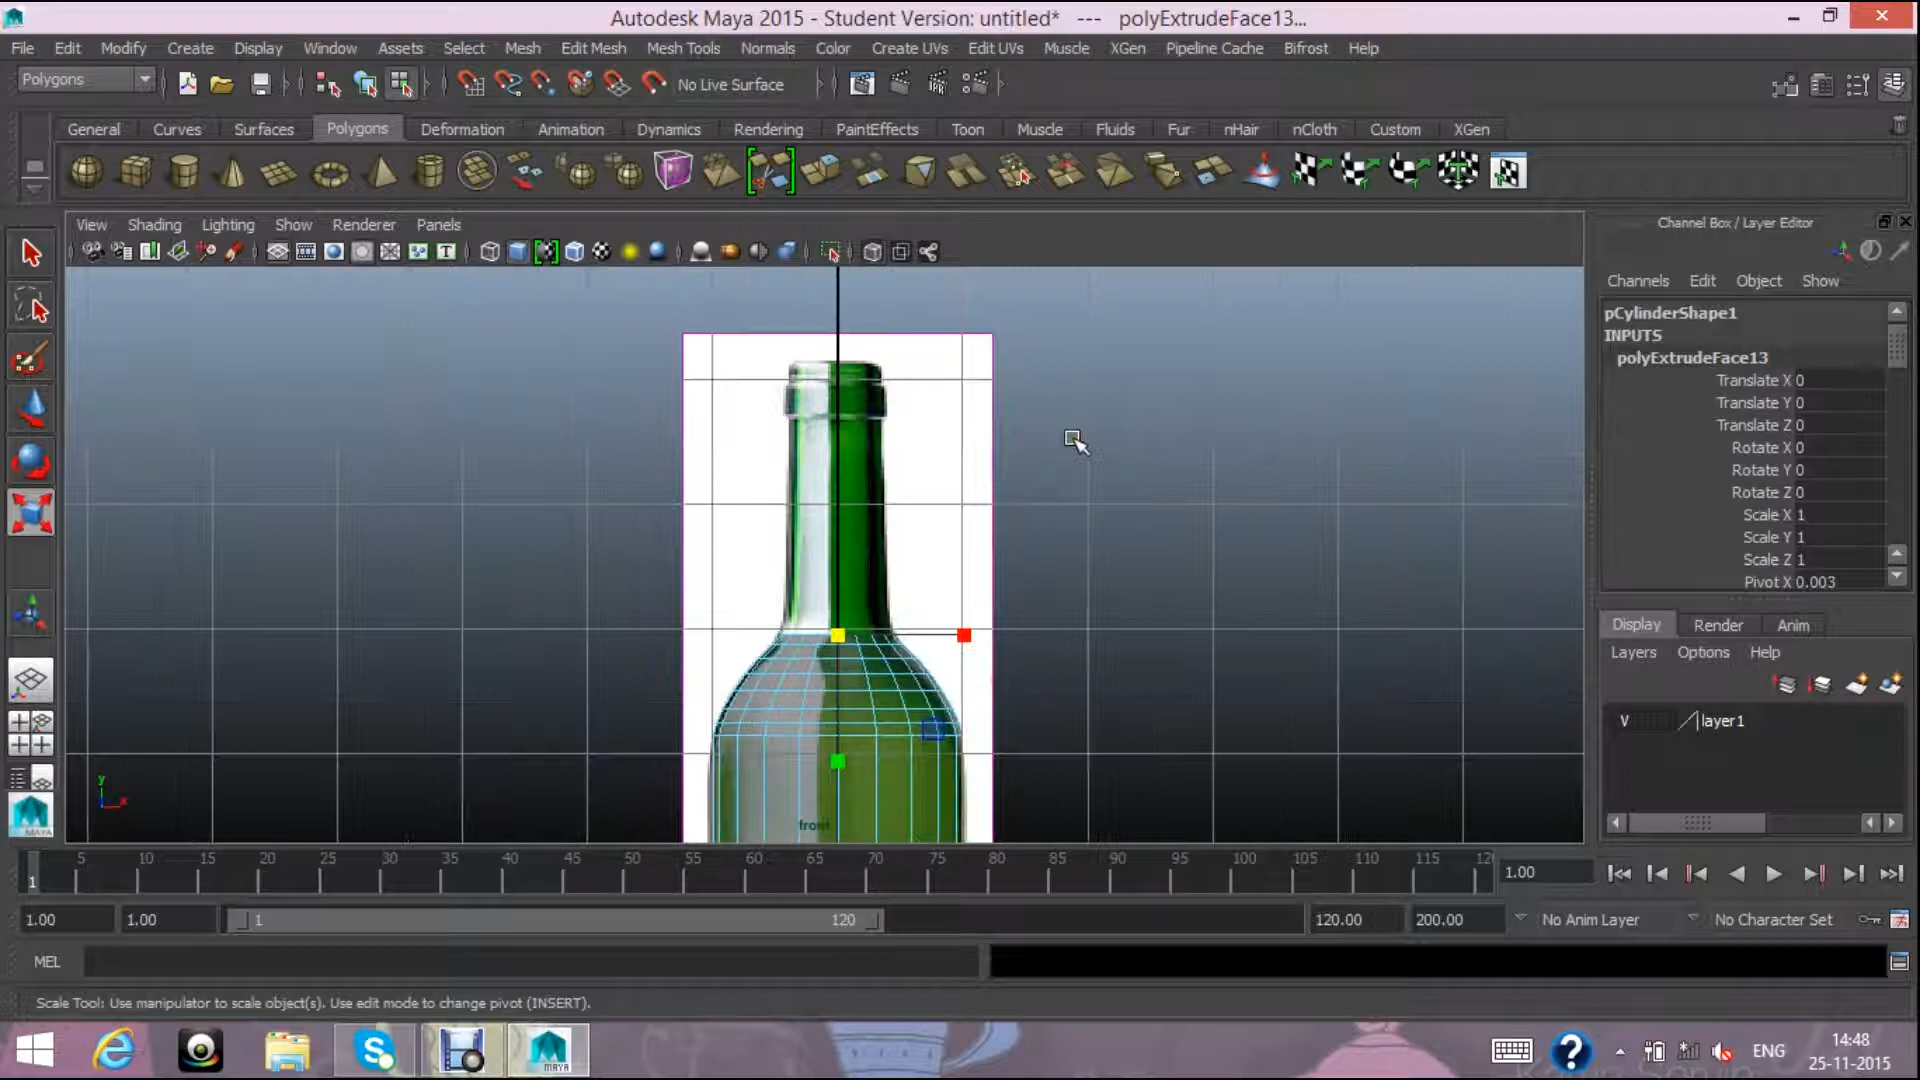 Autodesk Maya 2015 - Student Version: untitled*   ---   polyExtrudeFace13...
File Edit Modify Create Display Window Assets Select Mesh Edit Mesh Mesh Tools Normals Color Create UVs Edit UVs Muscle XGen Pipeline Cache Bifrost Help
Polygons No Live Surface
General Curves Surfaces Polygons Deformation Animation Dynamics Rendering PaintEffects Toon Muscle Fluids Fur nHair nCloth Custom XGen
View Shading Lighting Show Renderer Panels
Channel Box / Layer Editor
Channels Edit Object Show
pCylinderShape1
INPUTS
polyExtrudeFace13
Translate X 0
Translate Y 0
Translate Z 0
Rotate X 0
Rotate Y 0
Rotate Z 0
Scale X 1
Scale Y 1
Scale Z 1
Pivot X 0.003
Display Render Anim
Layers Options Help
V layer1
y
x
front
MAYA
5 10 15 20 25 30 35 40 45 50 55 60 65 70 75 80 85 90 95 100 105 110 115 12
1
1.00
1.00 1.00 1 120 120.00 200.00 No Anim Layer No Character Set
MEL
Scale Tool: Use manipulator to scale object(s). Use edit mode to change pivot (INSERT).
MAYA
ENG
14:48
25-11-2015